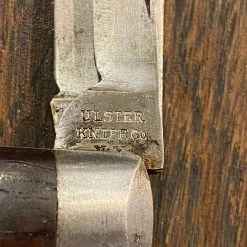 ULSTER
KNIFE CO.
N.Y.